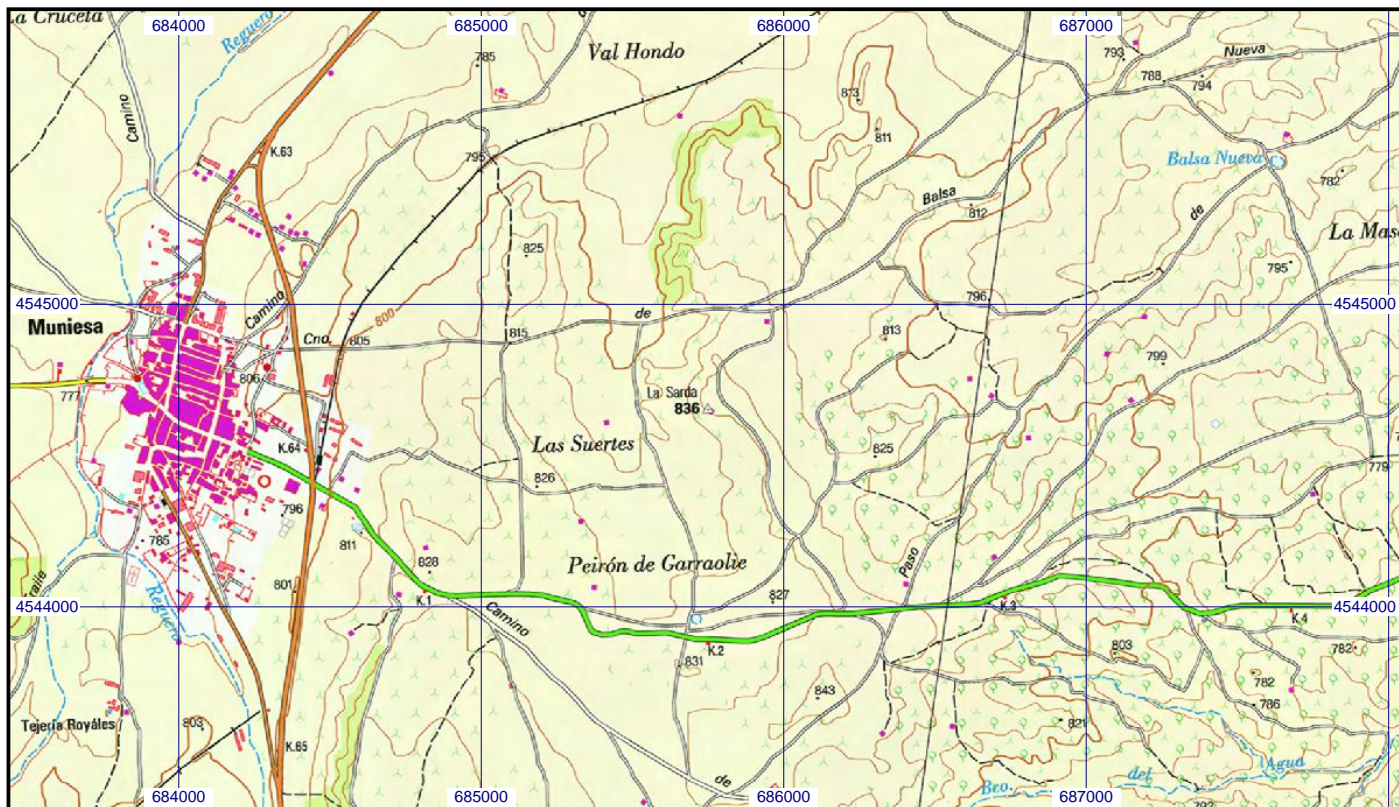 La Cruceta
684000
685000
686000
687000
Reguero
Val Hondo
785
793
Nueva
788
794
Camino
K.63
795
813
811
Balsa Nueva
782
Balsa
812
de
825
La Mas
795
4545000
796
4545000
Muniesa
Camino
800
de
Cno.
805
815
813
799
806
777
La Sarda
836
Las Suertes
K.64
825
779
826
796
785
811
828
Peirón de Garraolie
Paso
801
K.1
827
K.3
4544000
4544000
Camino
K.4
Reguero
K.2
831
803
782
782
843
786
Tejería Royáles
803
821
K.65
de
Bco.
del
Agud
684000
685000
686000
687000